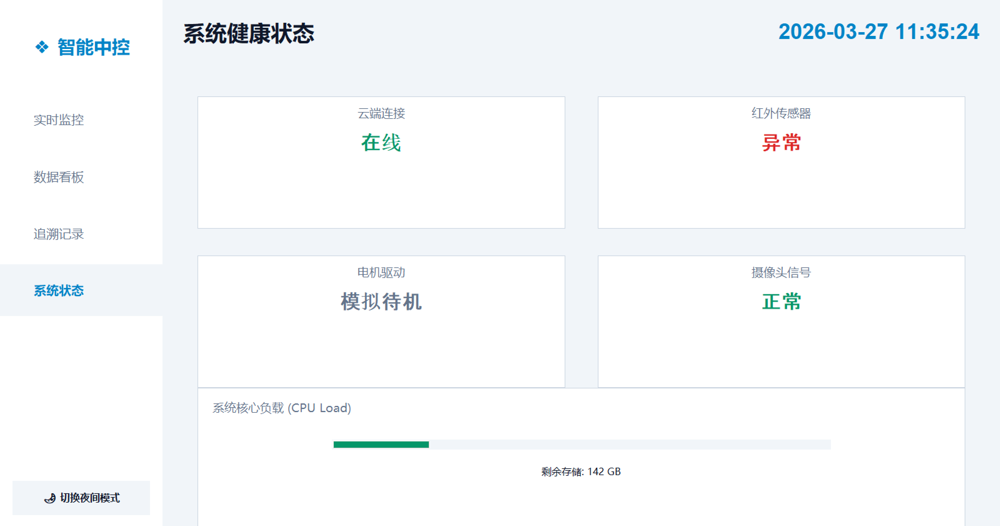 ❖ 智能中控
实时监控
数据看板
追溯记录
系统状态
🌙 切换夜间模式
系统健康状态
2026-03-27 11:35:24
云端连接
在线
红外传感器
异常
电机驱动
模拟待机
摄像头信号
正常
系统核心负载 (CPU Load)
剩余存储: 142 GB